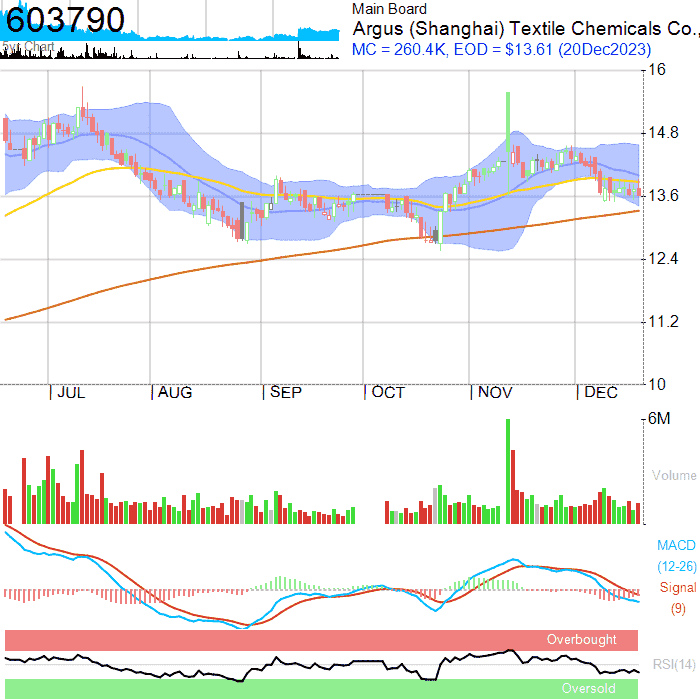 603790
5yr Chart
Main Board
Argus (Shanghai) Textile Chemicals Co.,
MC = 260.4K, EOD = $13.61 (20Dec2023)
16
14.8
13.6
12.4
11.2
10
JUL AUG SEP OCT NOV DEC
6M
Volume
MACD
(12-26)
Signal
(9)
Overbought
RSI(14)
Oversold